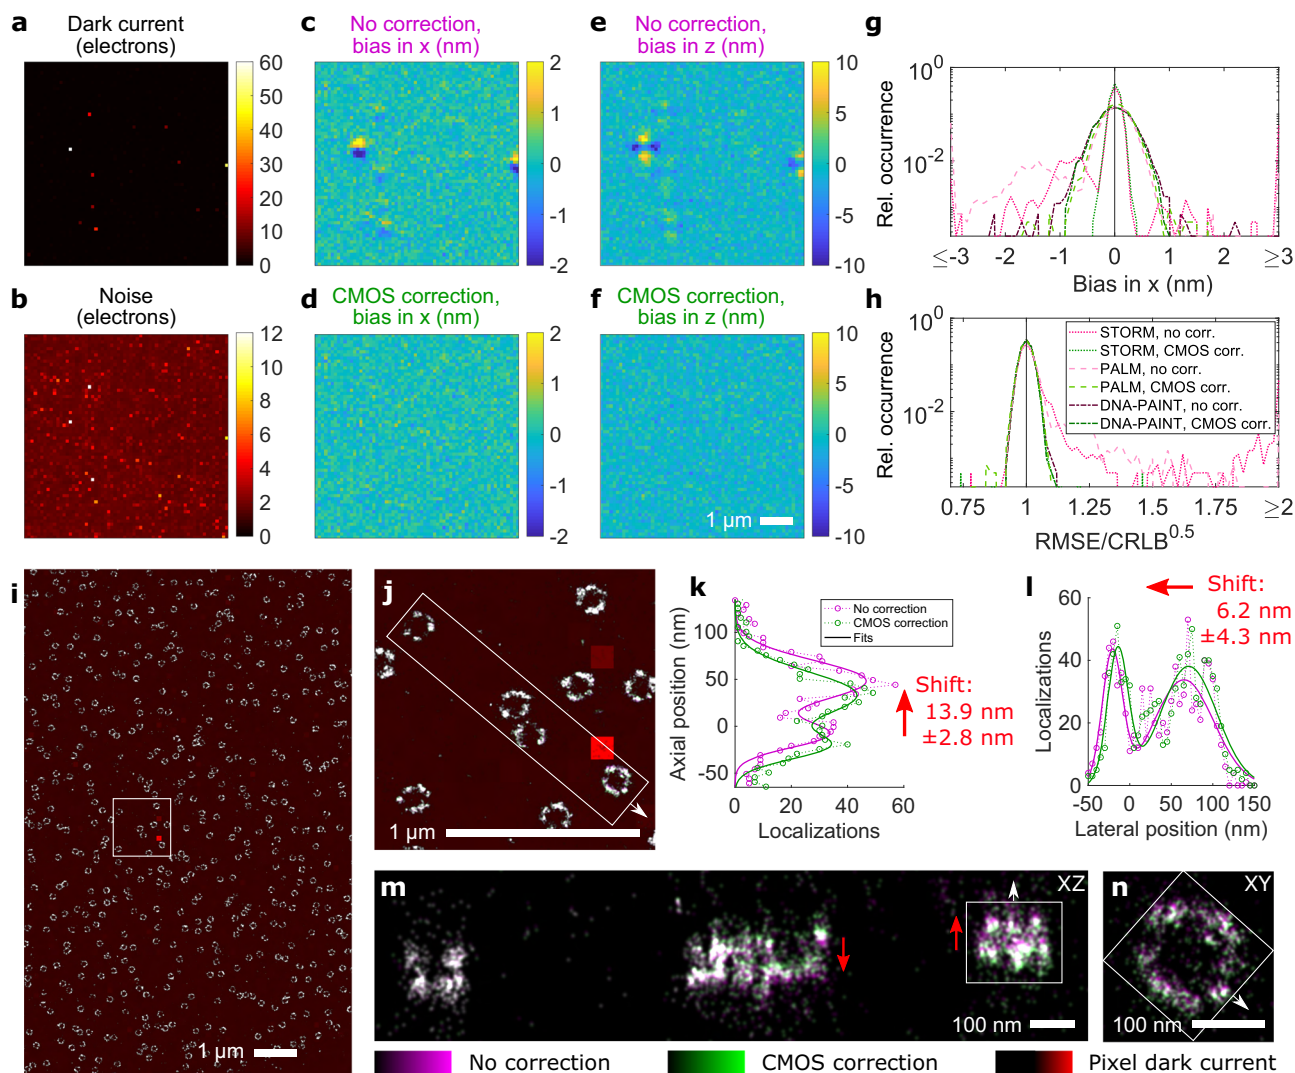 a
Dark current
(electrons)
60
50
40
30
20
10
0
c
No correction,
bias in x (nm)
2
1
0
-1
-2
e
No correction,
bias in z (nm)
10
5
0
-5
-10
g
Rel. occurrence
10^0
10^-2
≤-3 -2 -1 0 1 2 ≥3
Bias in x (nm)
b
Noise
(electrons)
12
10
8
6
4
2
0
d
CMOS correction,
bias in x (nm)
2
1
0
-1
-2
f
CMOS correction,
bias in z (nm)
10
5
0
-5
-10
1 μm
h
Rel. occurrence
10^0
10^-2
STORM, no corr.
STORM, CMOS corr.
PALM, no corr.
PALM, CMOS corr.
DNA-PAINT, no corr.
DNA-PAINT, CMOS corr.
0.75 1 1.25 1.5 1.75 ≥2
RMSE/CRLB^0.5
i
1 μm
j
1 μm
k
Axial position (nm)
100
50
0
-50
No correction
CMOS correction
Fits
Shift:
13.9 nm
±2.8 nm
0 20 40 60
Localizations
l
Shift:
6.2 nm
±4.3 nm
Localizations
60
40
20
0
-50 0 50 100 150
Lateral position (nm)
m
XZ
100 nm
n
XY
100 nm
No correction
CMOS correction
Pixel dark current